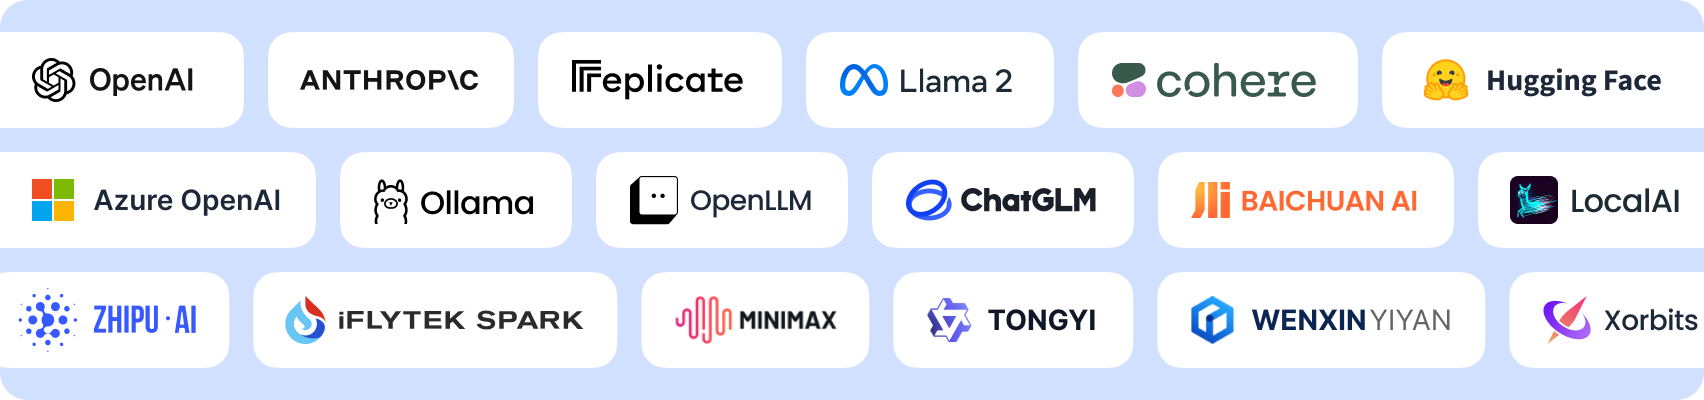 OpenAI ANTHROP\C Replicate Llama 2 cohere Hugging Face
Azure OpenAI Ollama OpenLLM ChatGLM BAICHUAN AI LocalAI
ZHIPU · AI iFLYTEK SPARK MINIMAX TONGYI WENXIN YIYAN Xorbits